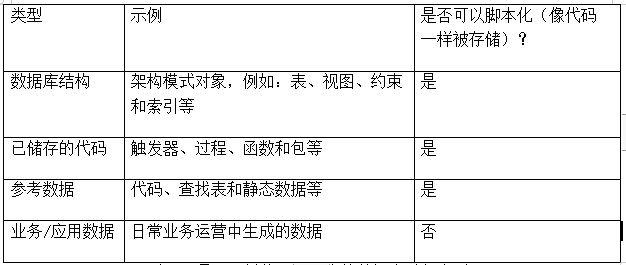 类型 示例 是否可以脚本化（像代码
一样被存储）？
数据库结构 架构模式对象，例如：表、视图、约束 是
和索引等
已储存的代码 触发器、过程、函数和包等 是
参考数据 代码、查找表和静态数据等 是
业务/应用数据 日常业务运营中生成的数据 否